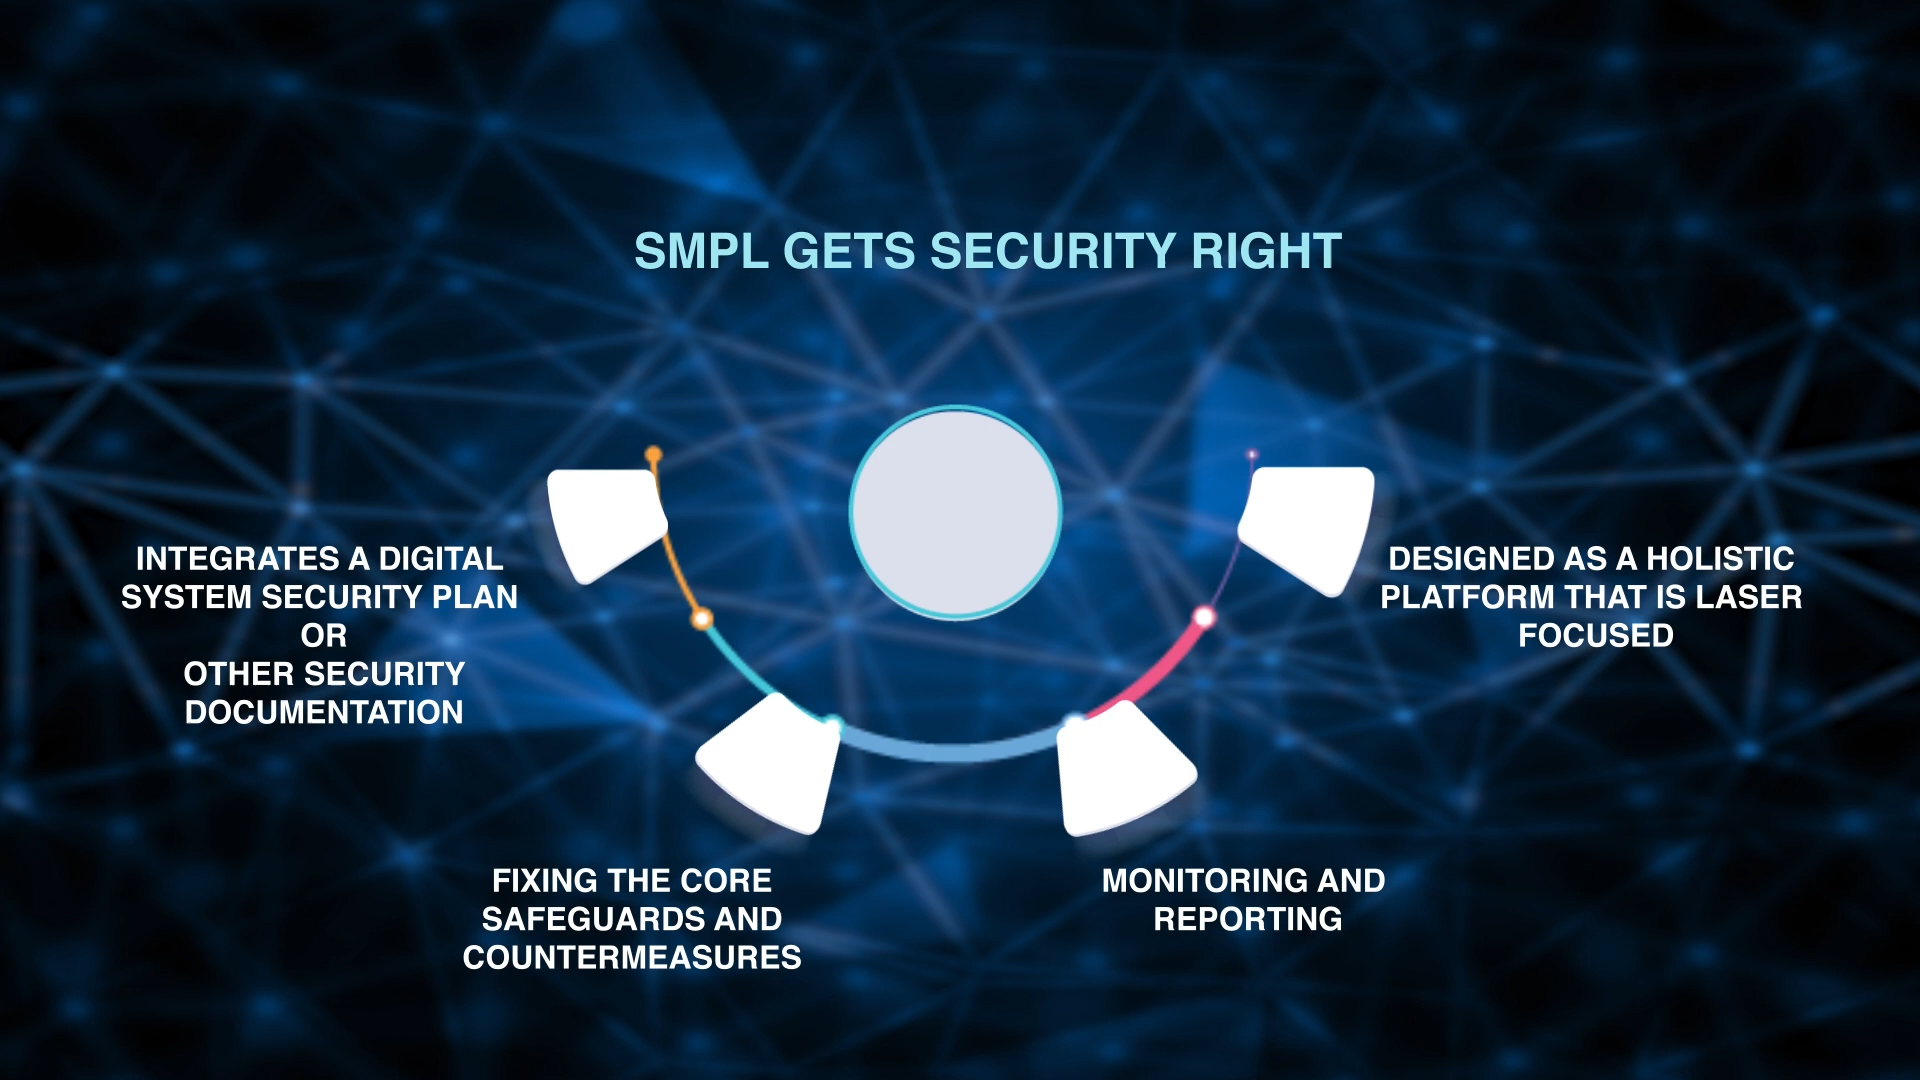 SMPL GETS SECURITY RIGHT
INTEGRATES A DIGITAL
SYSTEM SECURITY PLAN
OR
OTHER SECURITY
DOCUMENTATION
FIXING THE CORE
SAFEGUARDS AND
COUNTERMEASURES
MONITORING AND
REPORTING
DESIGNED AS A HOLISTIC
PLATFORM THAT IS LASER
FOCUSED